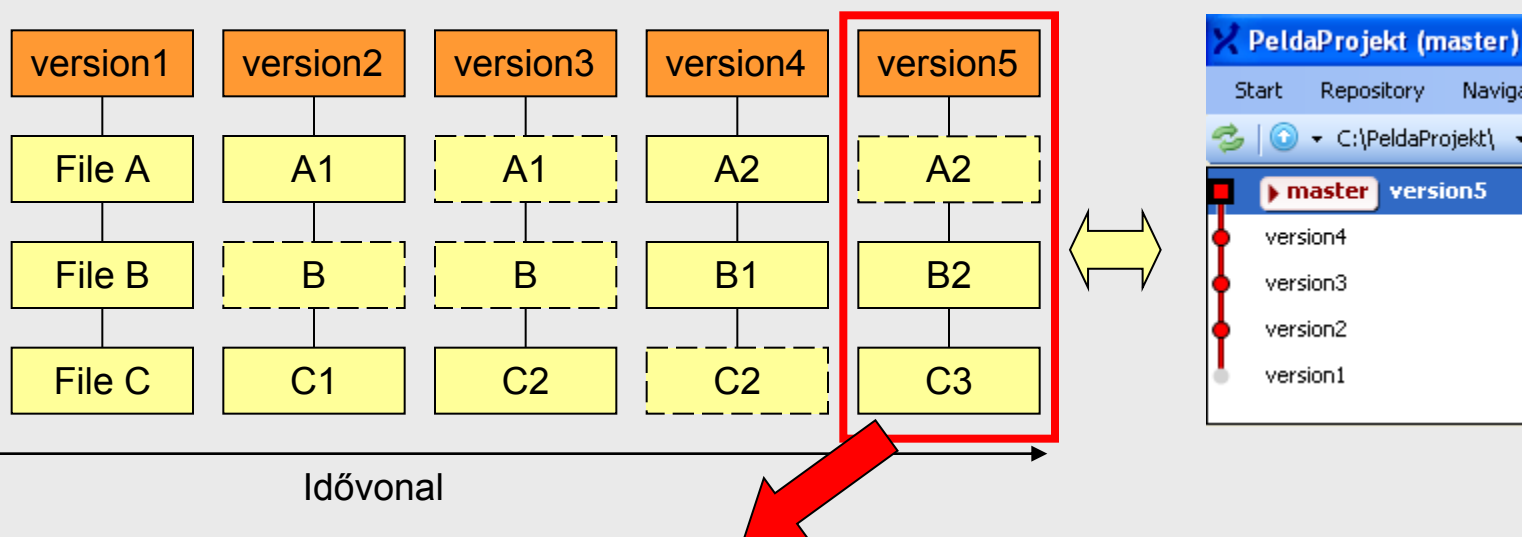 version1 version2 version3 version4 version5
File A A1 A1 A2 A2
File B B B B1 B2
File C C1 C2 C2 C3
Idővonal
PeldaProjekt (master)
Start Repository Naviga
C:\PeldaProjekt\
master version5
version4
version3
version2
version1